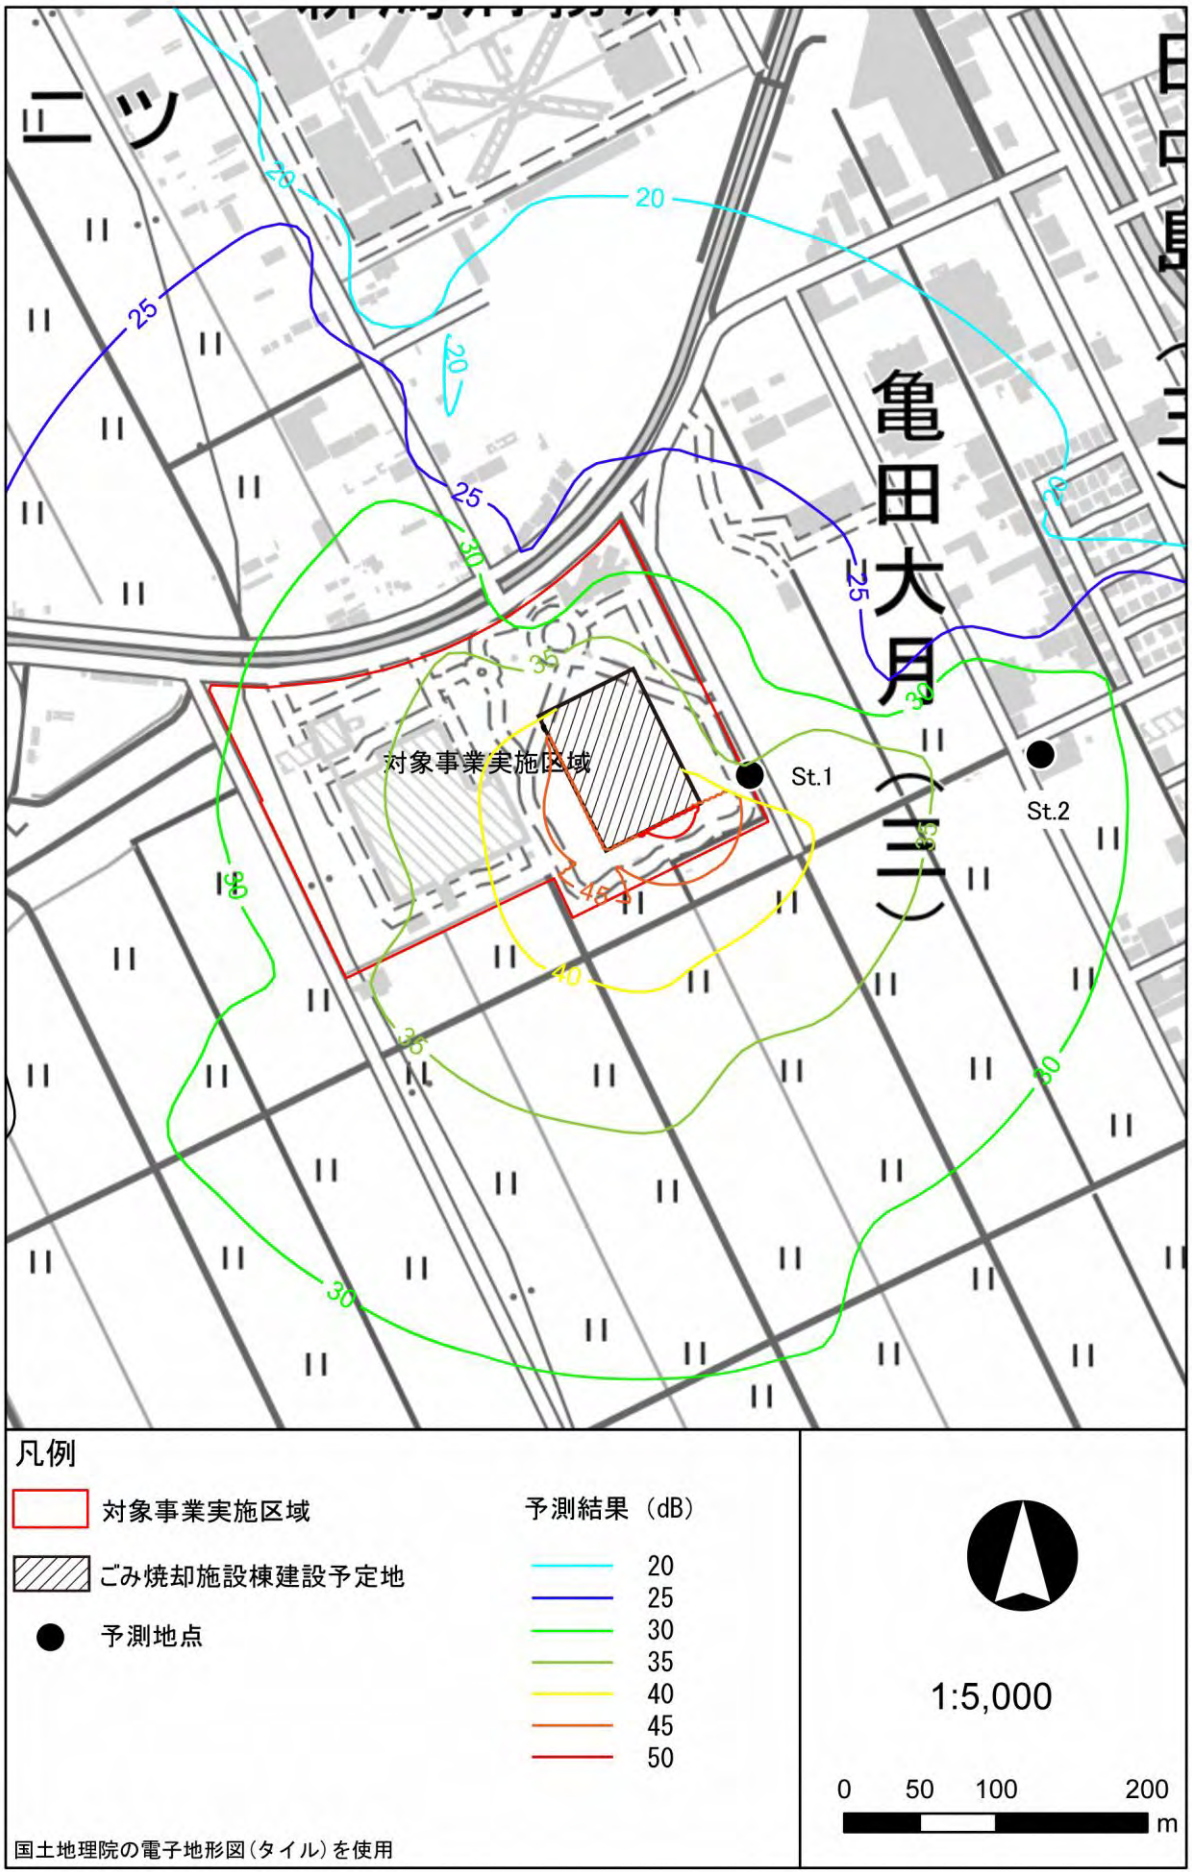 二ツ
20
20
25
20
亀田大月(三)
25
30
20
25
35
30
対象事業実施区域
St.1
St.2
35
30
45
40
35
30
30
凡例
対象事業実施区域
ごみ焼却施設棟建設予定地
予測地点
予測結果 (dB)
20
25
30
35
40
45
50
1:5,000
0 50 100 200
m
国土地理院の電子地形図(タイル)を使用